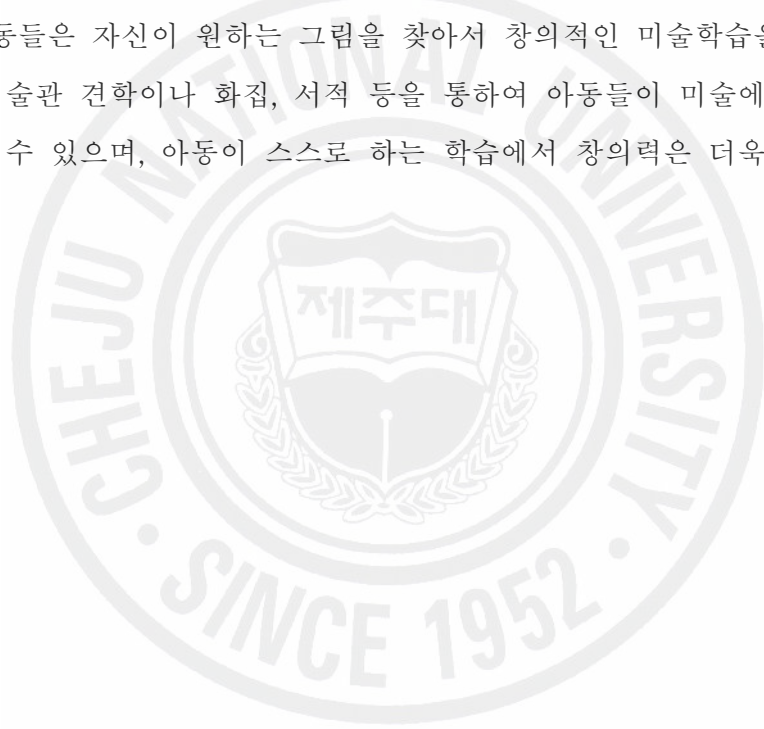 동들은 자신이 원하는 그림을 찾아서 창의적인 미술학습을
술관 견학이나 화집, 서적 등을 통하여 아동들이 미술에
수 있으며, 아동이 스스로 하는 학습에서 창의력은 더욱
CHEJU NATIONAL UNIVERSITY
제주대
SINCE 1952